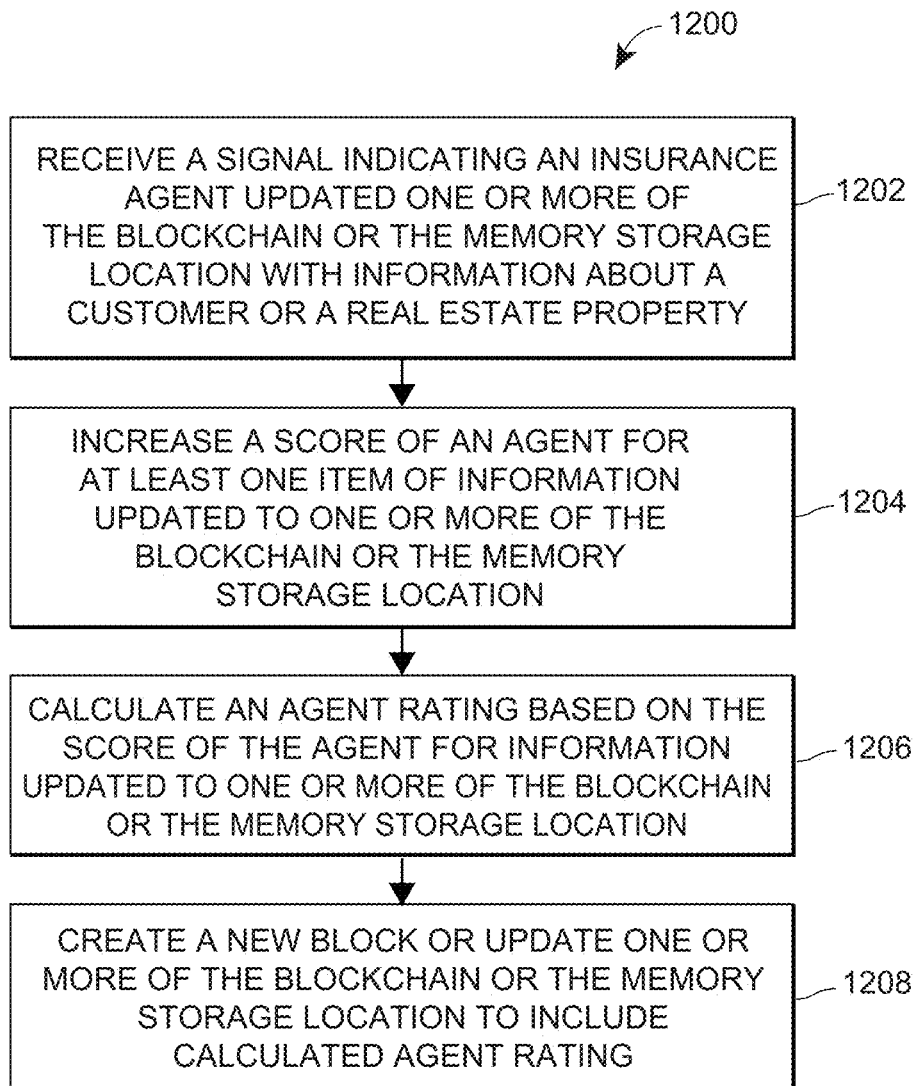 1200
RECEIVE A SIGNAL INDICATING AN INSURANCE
AGENT UPDATED ONE OR MORE OF
THE BLOCKCHAIN OR THE MEMORY STORAGE
LOCATION WITH INFORMATION ABOUT A
CUSTOMER OR A REAL ESTATE PROPERTY
1202
INCREASE A SCORE OF AN AGENT FOR
AT LEAST ONE ITEM OF INFORMATION
UPDATED TO ONE OR MORE OF THE
BLOCKCHAIN OR THE MEMORY
STORAGE LOCATION
1204
CALCULATE AN AGENT RATING BASED ON THE
SCORE OF THE AGENT FOR INFORMATION
UPDATED TO ONE OR MORE OF THE BLOCKCHAIN
OR THE MEMORY STORAGE LOCATION
1206
CREATE A NEW BLOCK OR UPDATE ONE OR
MORE OF THE BLOCKCHAIN OR THE MEMORY
STORAGE LOCATION TO INCLUDE
CALCULATED AGENT RATING
1208